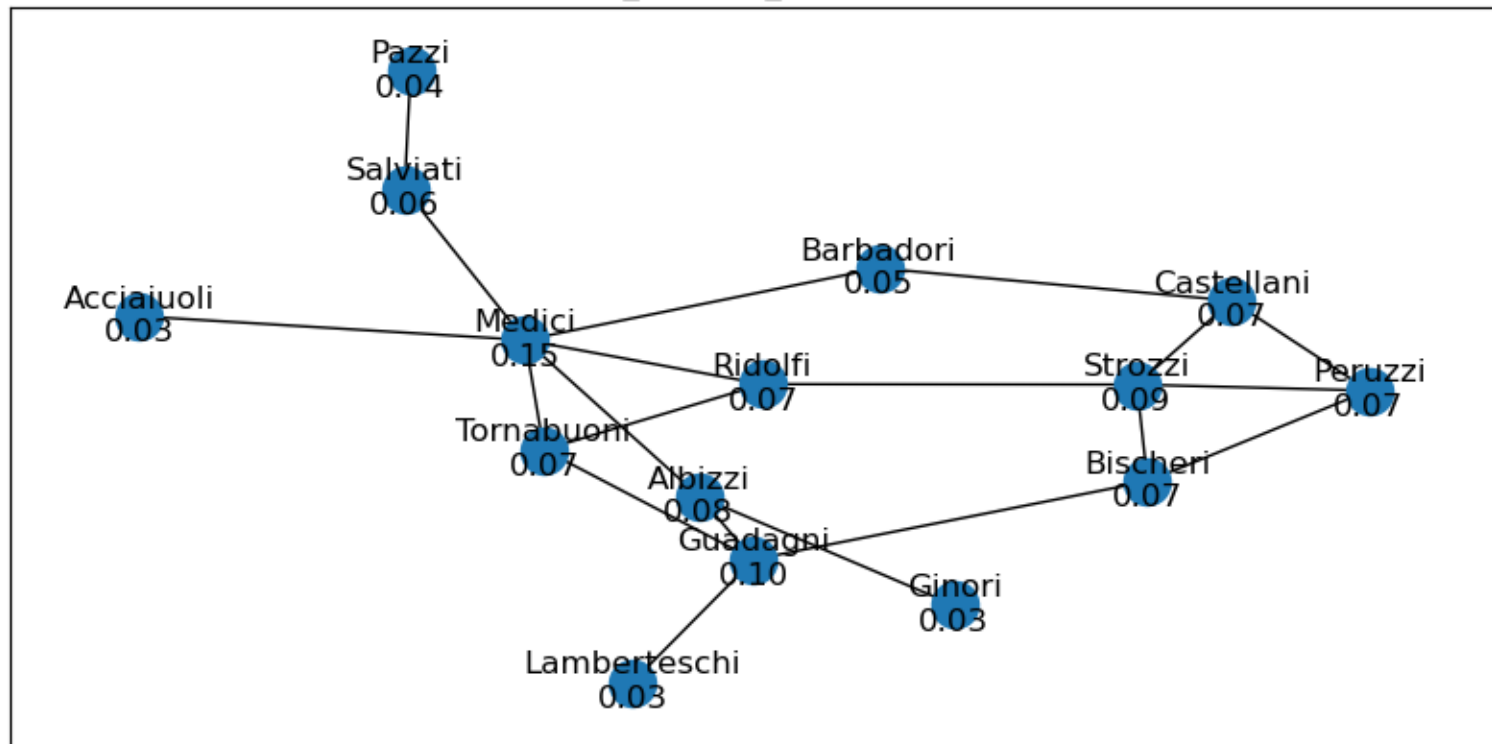 Pazzi
0.04
Salviati
0.06
Barbadori
0.05
Castellani
0.07
Acciaiuoli
0.03
Medici
0.15
Ridolfi
0.07
Strozzi
0.09
Peruzzi
0.07
Tornabuoni
0.07
Albizzi
0.08
Bischeri
0.07
Guadagni
0.10
Ginori
0.03
Lamberteschi
0.03